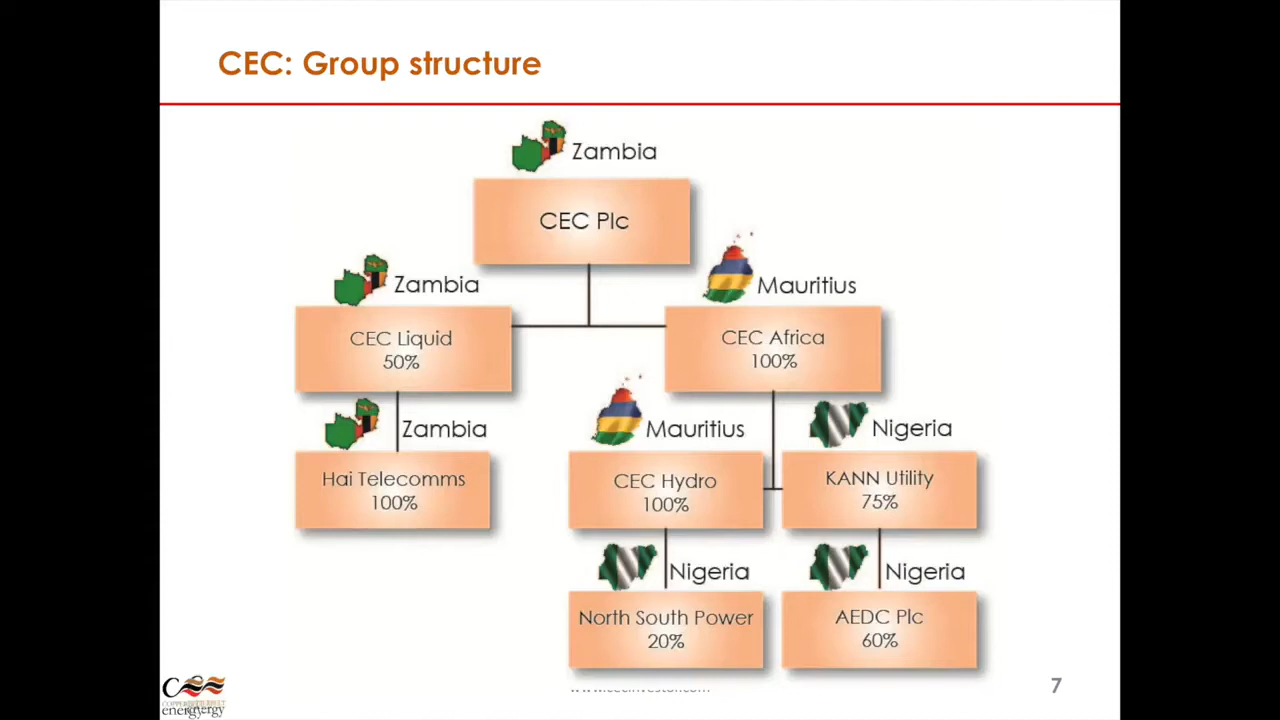 CEC: Group structure
Zambia
CEC Plc
Zambia
Mauritius
CEC Liquid
50%
CEC Africa
100%
Zambia
Mauritius
Nigeria
Hai Telecomms
100%
CEC Hydro
100%
KANN Utility
75%
Nigeria
Nigeria
North South Power
20%
AEDC Plc
60%
7